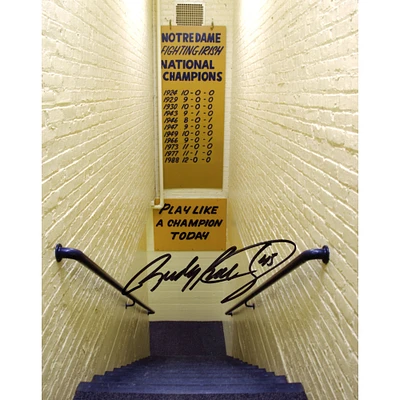 NOTRE DAME
FIGHTING IRISH
NATIONAL
CHAMPIONS
1924 10-0-0
1929 9-0-0
1930 10-0-0
1943 9-1-0
1946 8-0-1
1947 9-0-0
1949 10-0-0
1966 9-0-1
1973 11-0-0
1977 11-1-0
1988 12-0-0
PLAY LIKE
A CHAMPION
TODAY
45